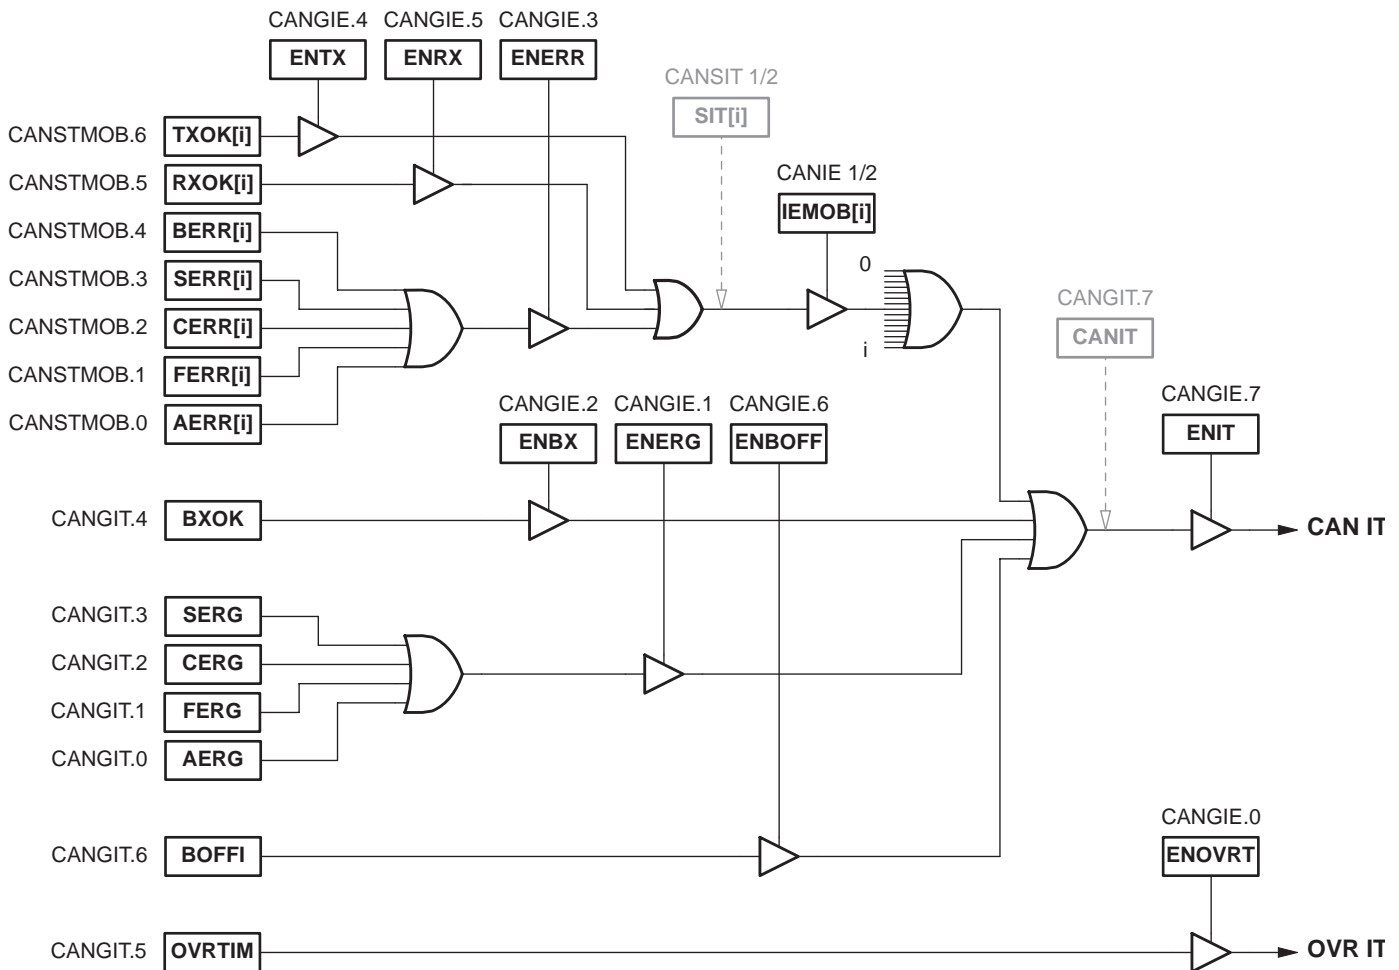 CANGIE.4 CANGIE.5 CANGIE.3
ENTX ENRX ENERR
CANSIT 1/2
SIT[i]
CANSTMOB.6 TXOK[i]
CANIE 1/2
CANSTMOB.5 RXOK[i]
IEMOB[i]
CANSTMOB.4 BERR[i]
0
CANSTMOB.3 SERR[i]
CANGIT.7
CANSTMOB.2 CERR[i]
CANIT
i
CANSTMOB.1 FERR[i]
CANGIE.2 CANGIE.1 CANGIE.6
CANGIE.7
CANSTMOB.0 AERR[i]
ENIT
ENBX ENERG ENBOFF
CANGIT.4 BXOK
CAN IT
CANGIT.3 SERG
CANGIT.2 CERG
CANGIT.1 FERG
CANGIT.0 AERG
CANGIE.0
CANGIT.6 BOFFI
ENOVRT
CANGIT.5 OVRTIM
OVR IT